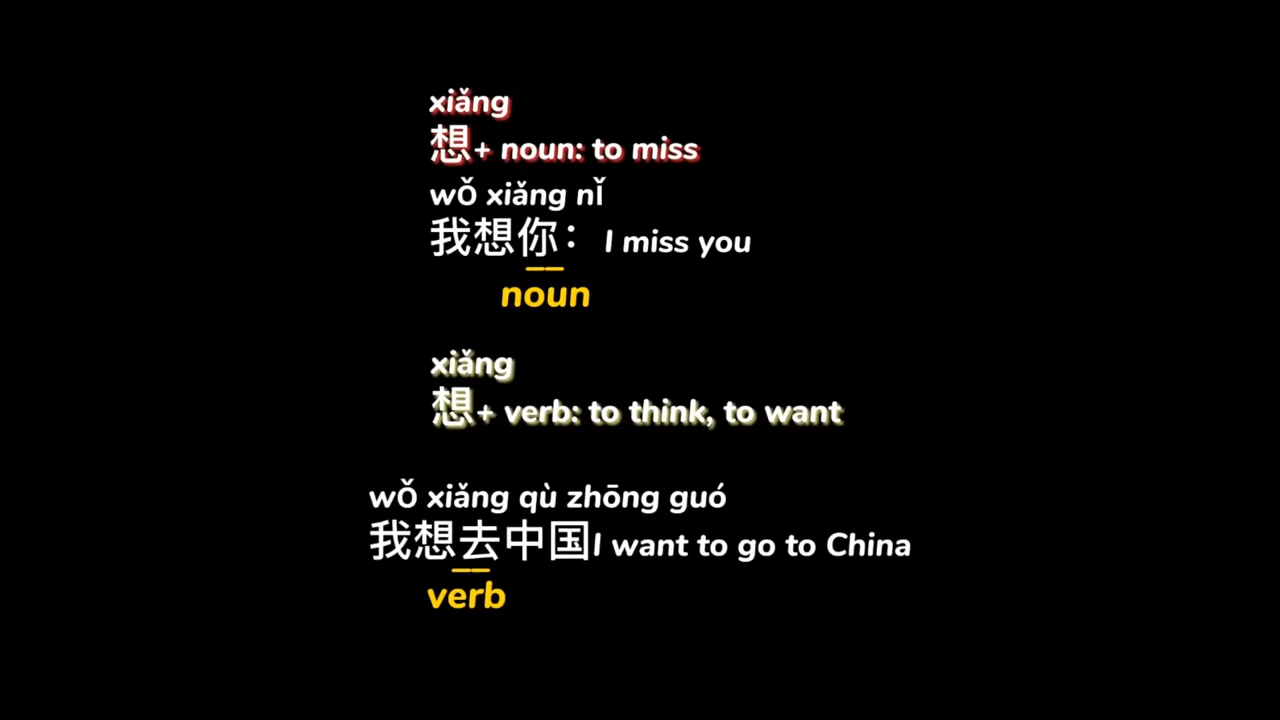 xiǎng
想+ noun: to miss
wǒ xiǎng nǐ
我想你：I miss you
noun
xiǎng
想+ verb: to think, to want
wǒ xiǎng qù zhōng guó
我想去中国I want to go to China
verb